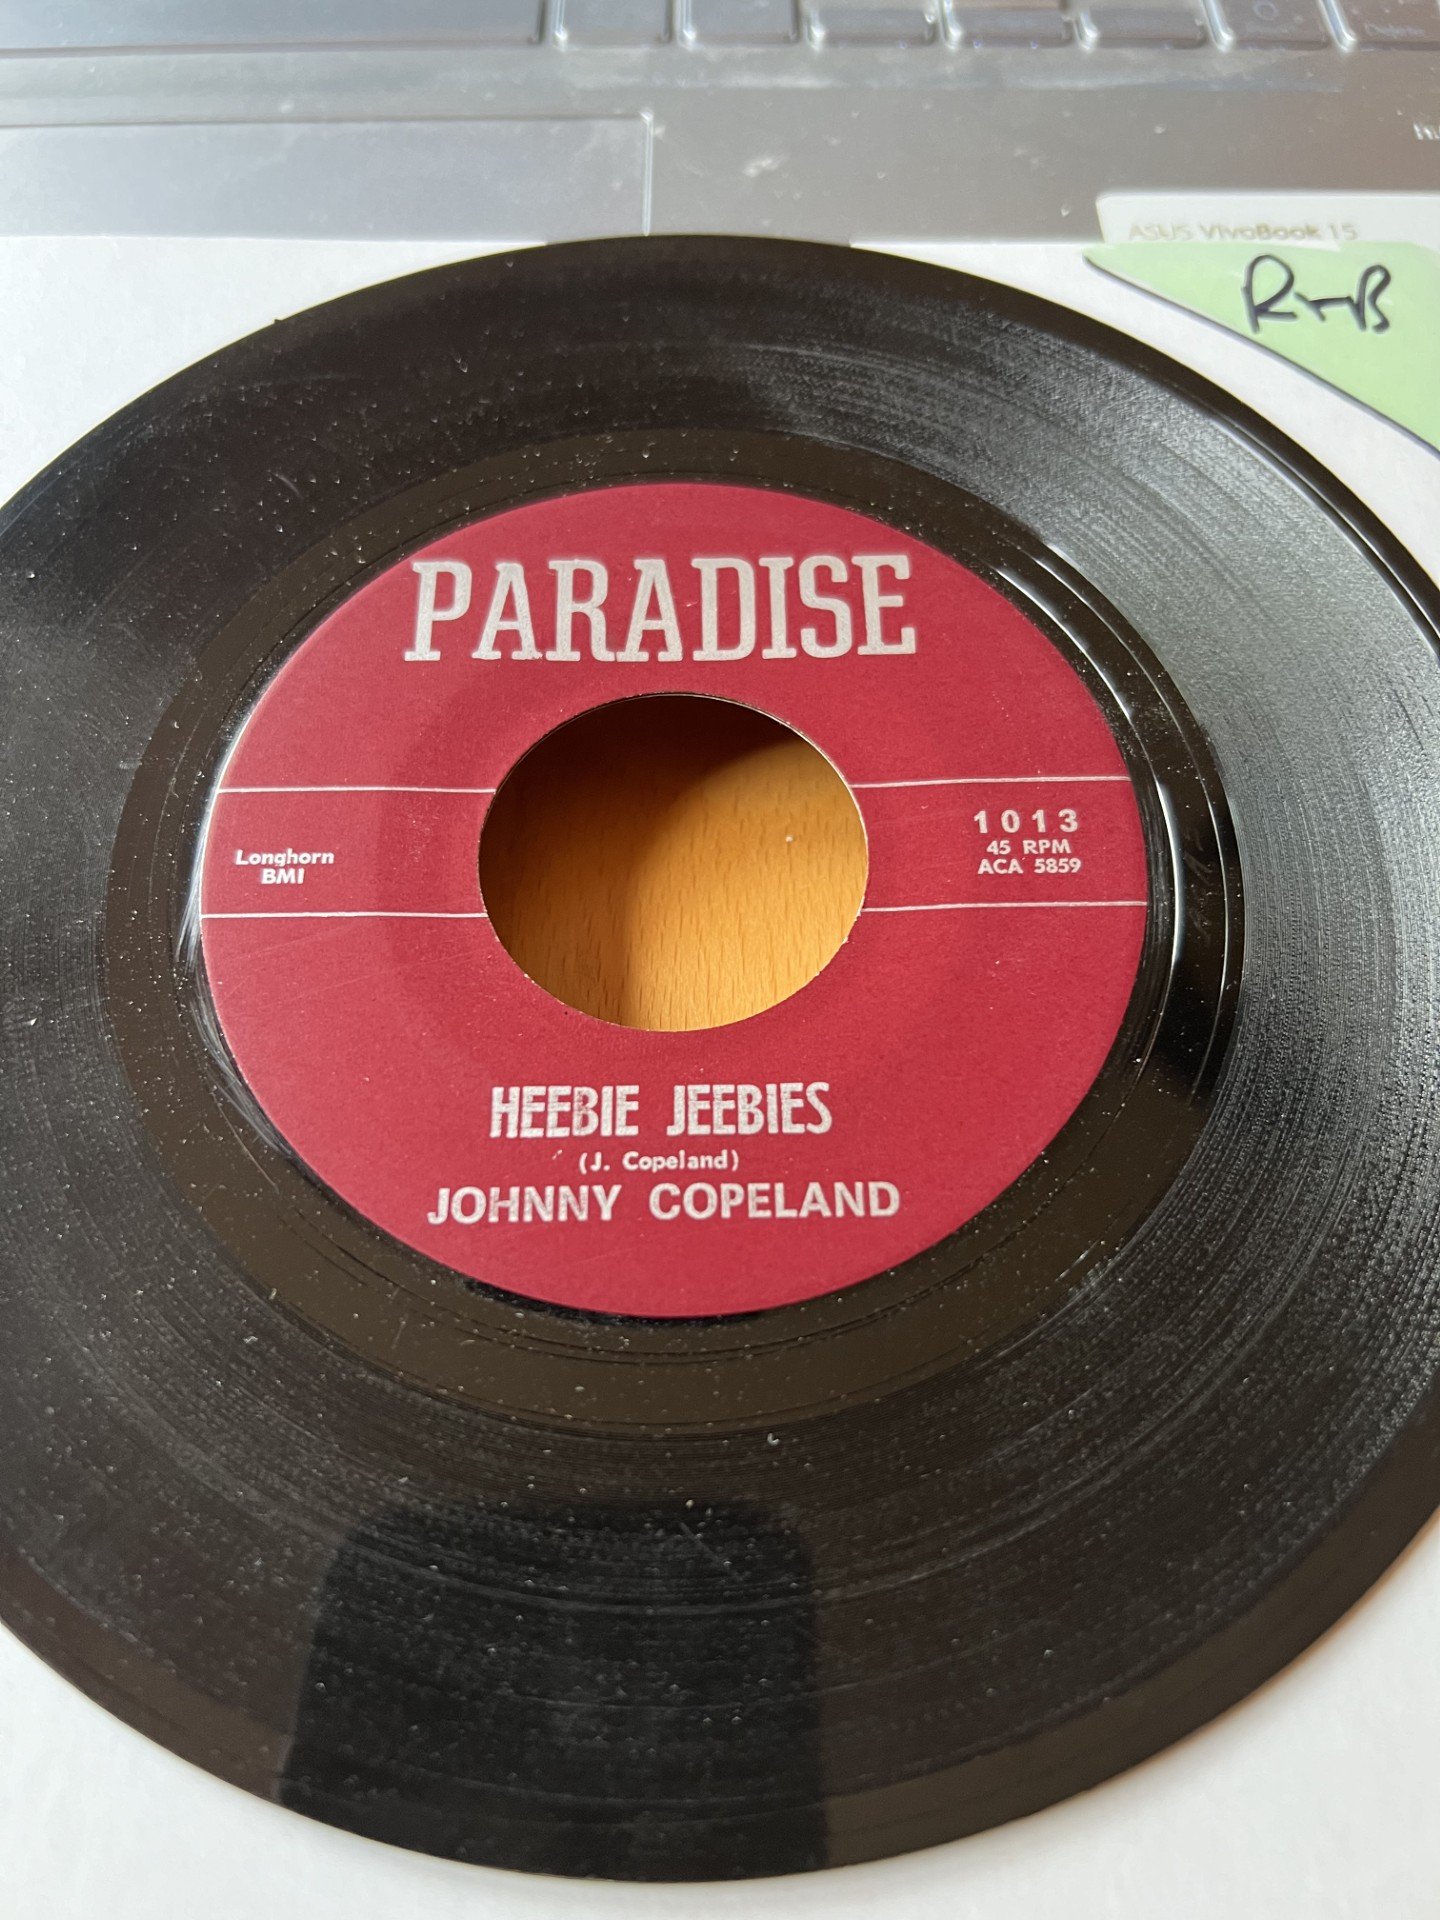 ASUS VivoBook 15
R+B
PARADISE
1013
45 RPM
ACA 5859
Longhorn
BMI
HEEBIE JEEBIES
(J. Copeland)
JOHNNY COPELAND